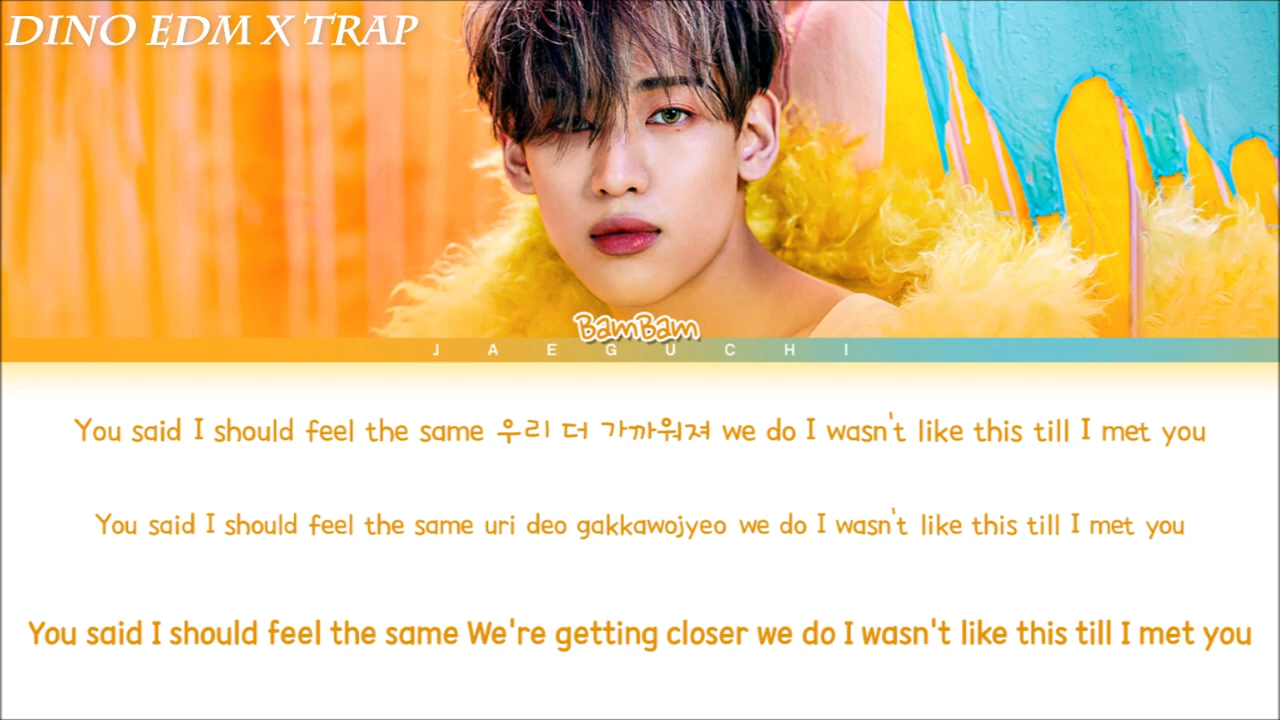 DINO EDM X TRAP
BamBam
JAEGUCHI
You said I should feel the same 우리 더 가까워져 we do I wasn't like this till I met you
You said I should feel the same uri deo gakkawojyeo we do I wasn't like this till I met you
You said I should feel the same We're getting closer we do I wasn't like this till I met you